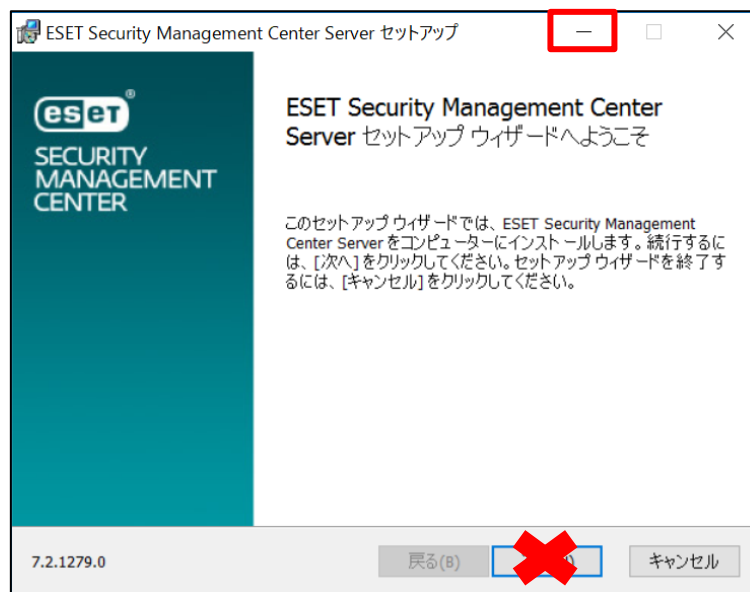 ESET Security Management Center Server セットアップ
eset®
SECURITY
MANAGEMENT
CENTER
ESET Security Management Center
Server セットアップ ウィザードへようこそ
このセットアップ ウィザードでは、ESET Security Management
Center Server をコンピューターにインストールします。続行するに
は、[次へ] をクリックしてください。セットアップ ウィザードを終了す
るには、[キャンセル] をクリックしてください。
7.2.1279.0
戻る(B)
キャンセル